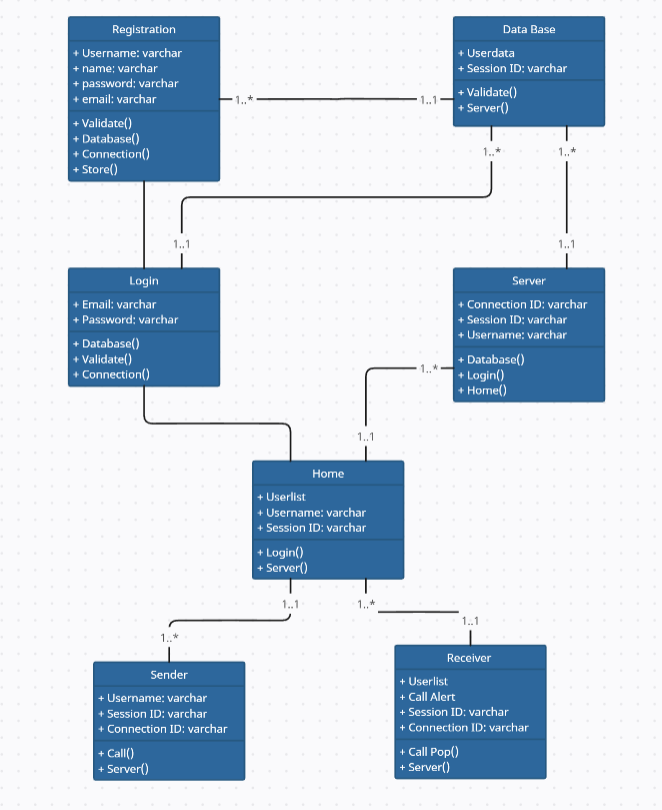 Registration
+ Username: varchar
+ name: varchar
+ password: varchar
+ email: varchar
+ Validate()
+ Database()
+ Connection()
+ Store()
1..*
1..1
Data Base
+ Userdata
+ Session ID: varchar
+ Validate()
+ Server()
1..*
1..*
1..1
1..1
Login
+ Email: varchar
+ Password: varchar
+ Database()
+ Validate()
+ Connection()
Server
+ Connection ID: varchar
+ Session ID: varchar
+ Username: varchar
+ Database()
+ Login()
+ Home()
1..*
1..1
Home
+ Userlist
+ Username: varchar
+ Session ID: varchar
+ Login()
+ Server()
1..1
1..*
1..*
1..1
Sender
+ Username: varchar
+ Session ID: varchar
+ Connection ID: varchar
+ Call()
+ Server()
Receiver
+ Userlist
+ Call Alert
+ Session ID: varchar
+ Connection ID: varchar
+ Call Pop()
+ Server()